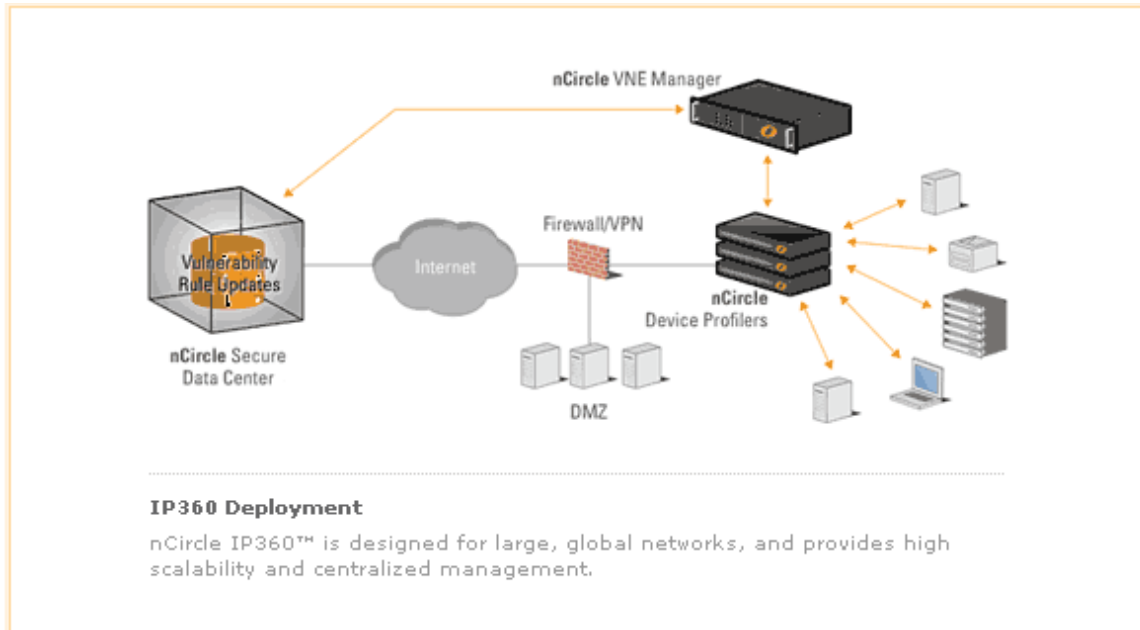 nCircle VNE Manager
Firewall/VPN
Internet
Vulnerability
Rule Updates
nCircle
Device Profilers
nCircle Secure
Data Center
DMZ
IP360 Deployment
nCircle IP360™ is designed for large, global networks, and provides high
scalability and centralized management.